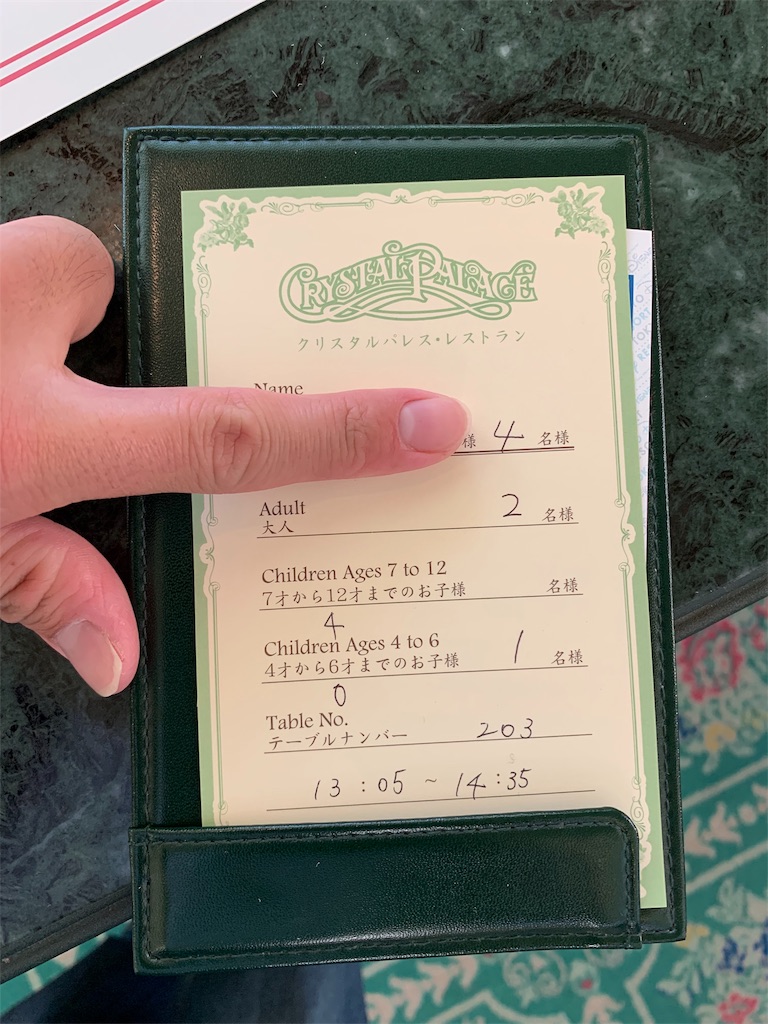 CRYSTAL PALACE
クリスタルパレス・レストラン
Name
様 4 名様
Adult 2 名様
大人
Children Ages 7 to 12
7才から12才までのお子様 名様
4
Children Ages 4 to 6 1 名様
4才から6才までのお子様
0
Table No.
テーブルナンバー 203
13:05 ~ 14:35